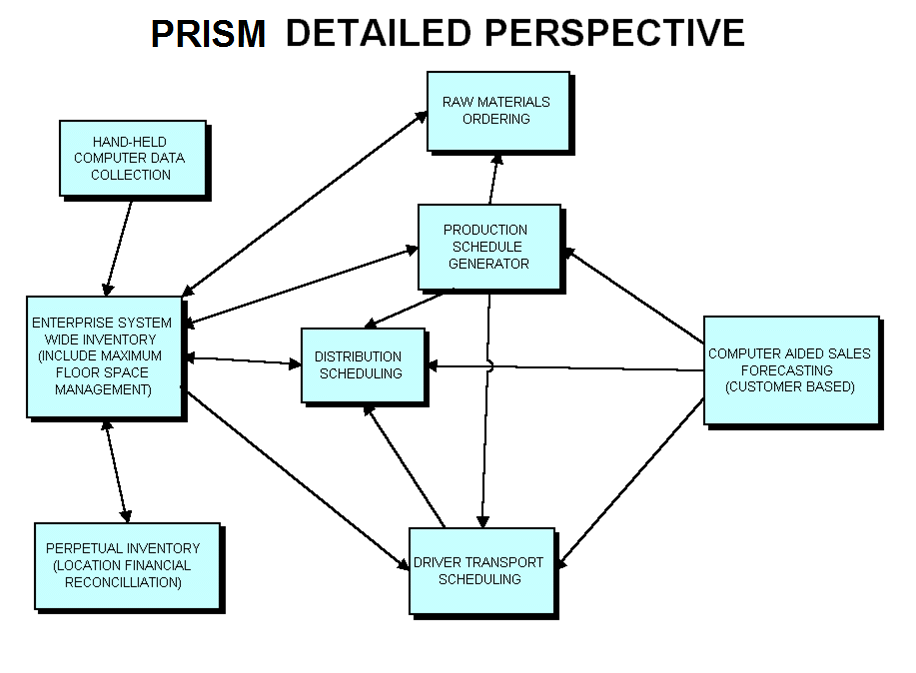 PRISM DETAILED PERSPECTIVE
RAW MATERIALS
ORDERING
HAND-HELD
COMPUTER DATA
COLLECTION
PRODUCTION
SCHEDULE
GENERATOR
ENTERPRISE SYSTEM
WIDE INVENTORY
(INCLUDE MAXIMUM
FLOOR SPACE
MANAGEMENT)
DISTRIBUTION
SCHEDULING
COMPUTER AIDED SALES
FORECASTING
(CUSTOMER BASED)
PERPETUAL INVENTORY
(LOCATION FINANCIAL
RECONCILLIATION)
DRIVER TRANSPORT
SCHEDULING